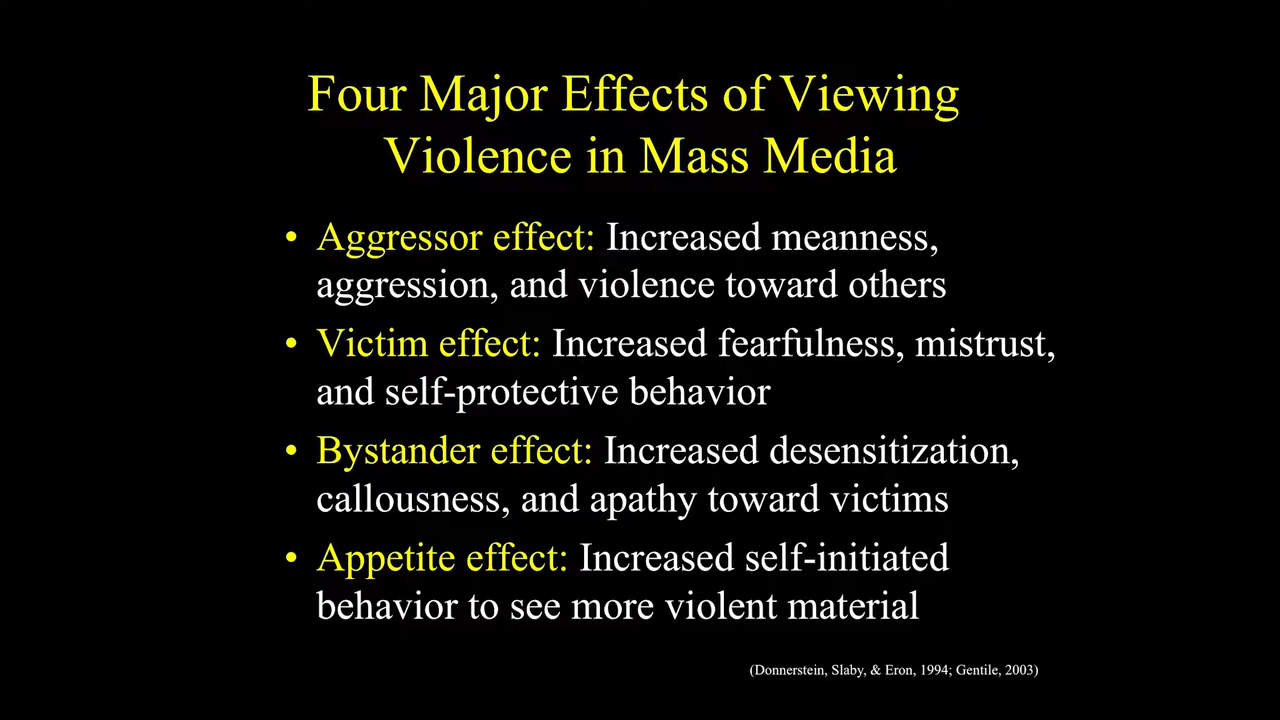 Four Major Effects of Viewing
Violence in Mass Media
• Aggressor effect: Increased meanness,
aggression, and violence toward others
• Victim effect: Increased fearfulness, mistrust,
and self-protective behavior
• Bystander effect: Increased desensitization,
callousness, and apathy toward victims
• Appetite effect: Increased self-initiated
behavior to see more violent material
(Donnerstein, Slaby, & Eron, 1994; Gentile, 2003)